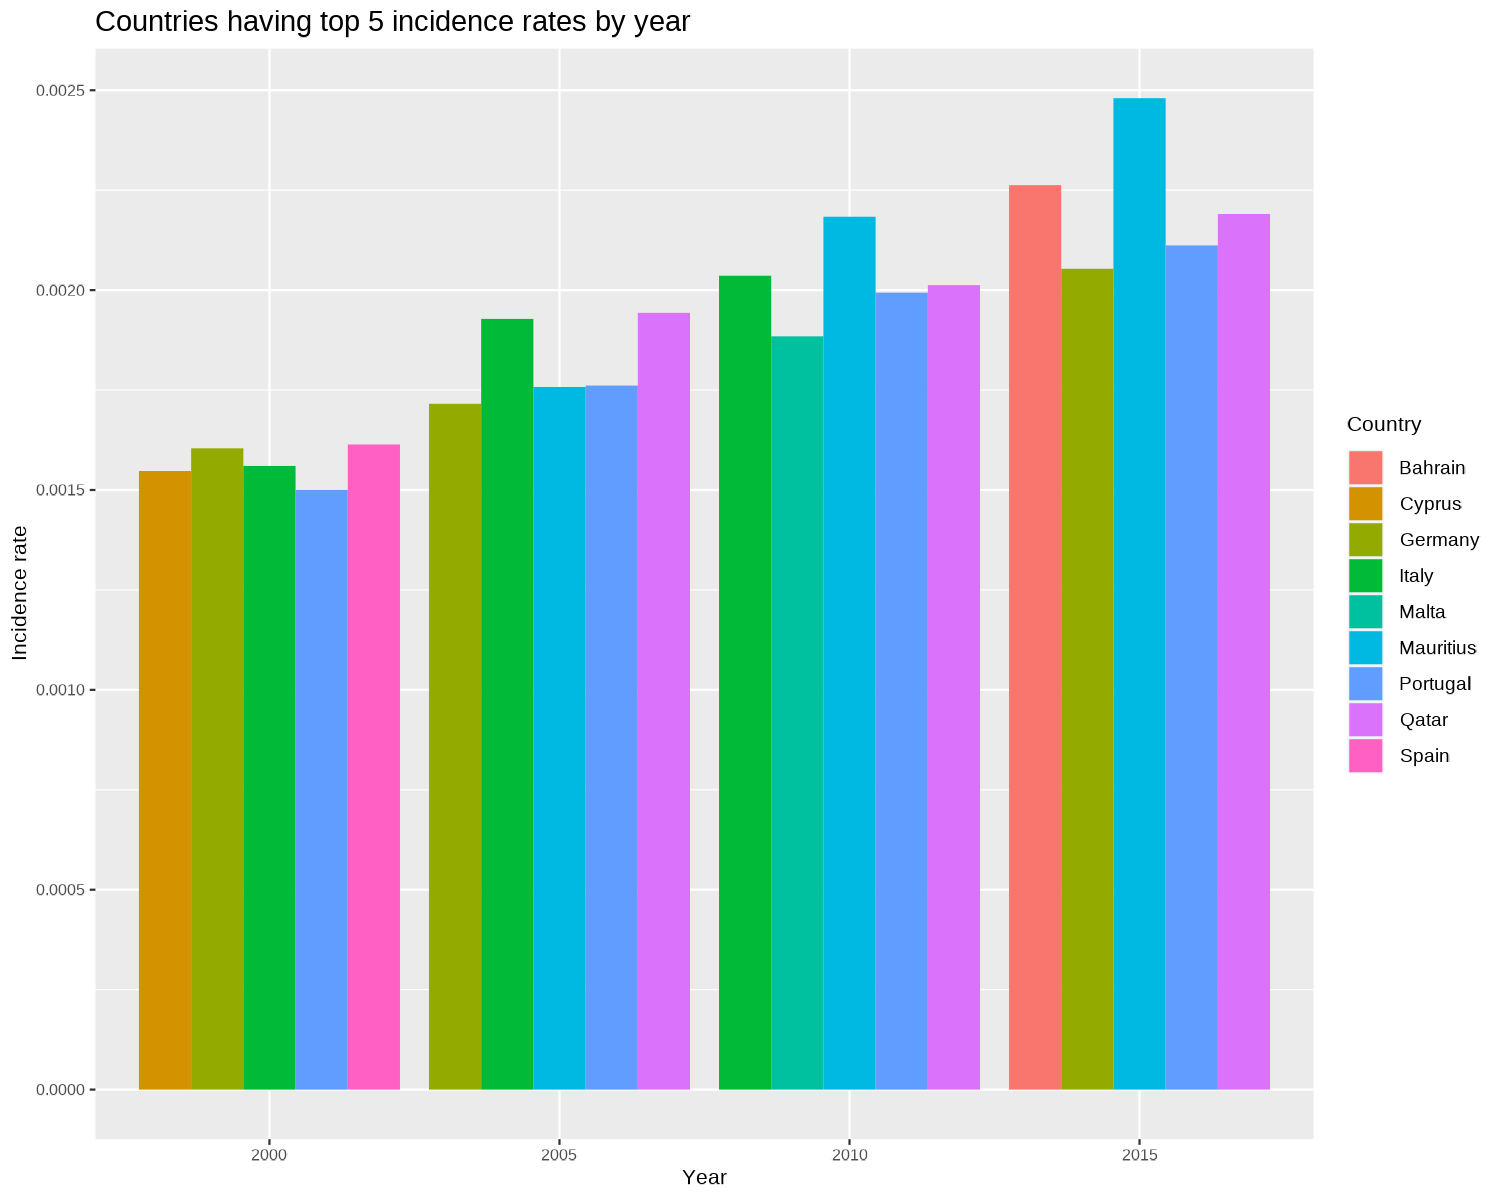 Countries having top 5 incidence rates by year
0.0025
0.0020
0.0015
0.0010
0.0005
0.0000
Incidence rate
2000 2005 2010 2015
Year
Country
Bahrain
Cyprus
Germany
Italy
Malta
Mauritius
Portugal
Qatar
Spain